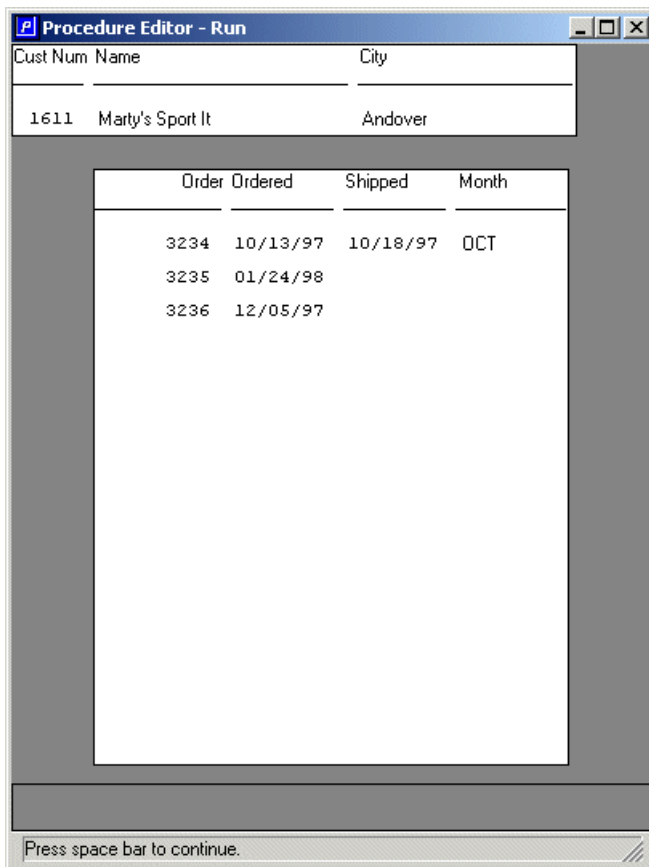 Procedure Editor - Run
Cust Num Name City
1611 Marty's Sport It Andover
Order Ordered Shipped Month
3234 10/13/97 10/18/97 OCT
3235 01/24/98
3236 12/05/97
Press space bar to continue.